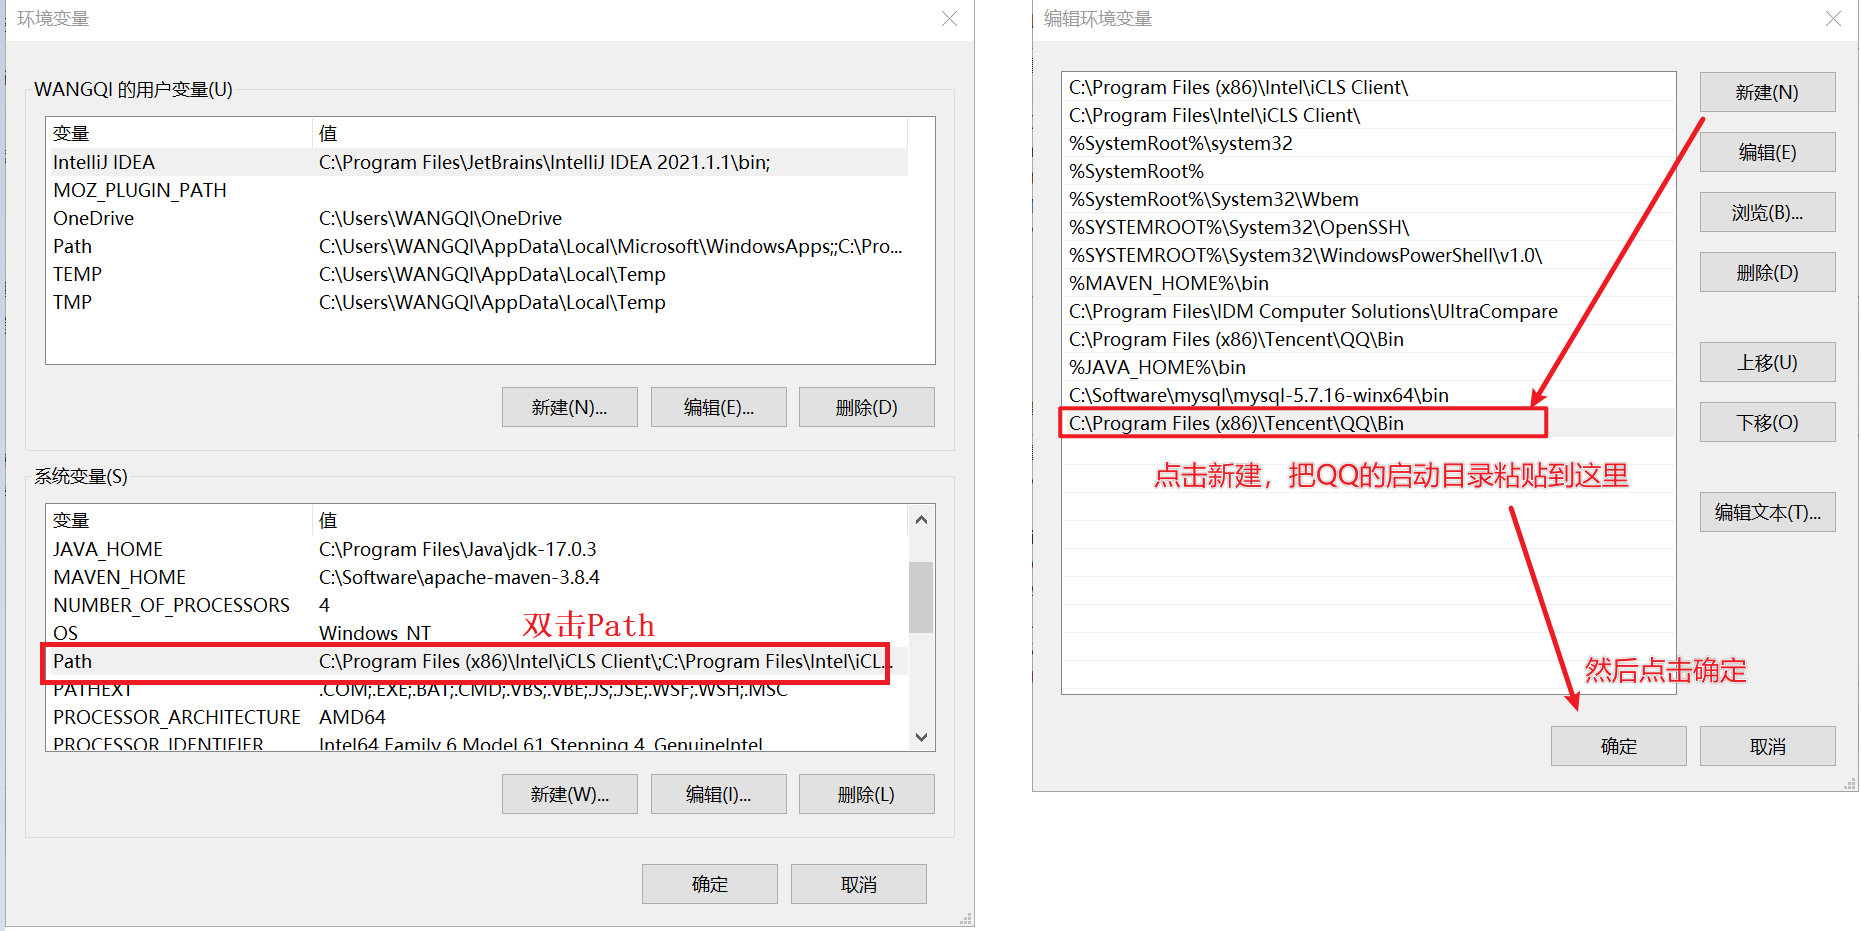 环境变量
WANGQI 的用户变量(U)
变量 值
IntelliJ IDEA C:\Program Files\JetBrains\IntelliJ IDEA 2021.1.1\bin;
MOZ_PLUGIN_PATH
OneDrive C:\Users\WANGQI\OneDrive
Path C:\Users\WANGQI\AppData\Local\Microsoft\WindowsApps;;C:\Pro...
TEMP C:\Users\WANGQI\AppData\Local\Temp
TMP C:\Users\WANGQI\AppData\Local\Temp
新建(N)... 编辑(E)... 删除(D)
系统变量(S)
变量 值
JAVA_HOME C:\Program Files\Java\jdk-17.0.3
MAVEN_HOME C:\Software\apache-maven-3.8.4
NUMBER_OF_PROCESSORS 4
OS Windows_NT
双击Path
Path C:\Program Files (x86)\Intel\iCLS Client\;C:\Program Files\Intel\iCL...
PATHEXT .COM;.EXE;.BAT;.CMD;.VBS;.VBE;.JS;.JSE;.WSF;.WSH;.MSC
PROCESSOR_ARCHITECTURE AMD64
PROCESSOR_IDENTIFIER Intel64 Family 6 Model 61 Stepping 4, GenuineIntel
新建(W)... 编辑(I)... 删除(L)
确定 取消
编辑环境变量
C:\Program Files (x86)\Intel\iCLS Client\
C:\Program Files\Intel\iCLS Client\
%SystemRoot%\system32
%SystemRoot%
%SystemRoot%\System32\Wbem
%SYSTEMROOT%\System32\OpenSSH\
%SYSTEMROOT%\System32\WindowsPowerShell\v1.0\
%MAVEN_HOME%\bin
C:\Program Files\IDM Computer Solutions\UltraCompare
C:\Program Files (x86)\Tencent\QQ\Bin
%JAVA_HOME%\bin
C:\Software\mysql\mysql-5.7.16-winx64\bin
C:\Program Files (x86)\Tencent\QQ\Bin
点击新建，把QQ的启动目录粘贴到这里
然后点击确定
新建(N)
编辑(E)
浏览(B)...
删除(D)
上移(U)
下移(O)
编辑文本(T)...
确定 取消